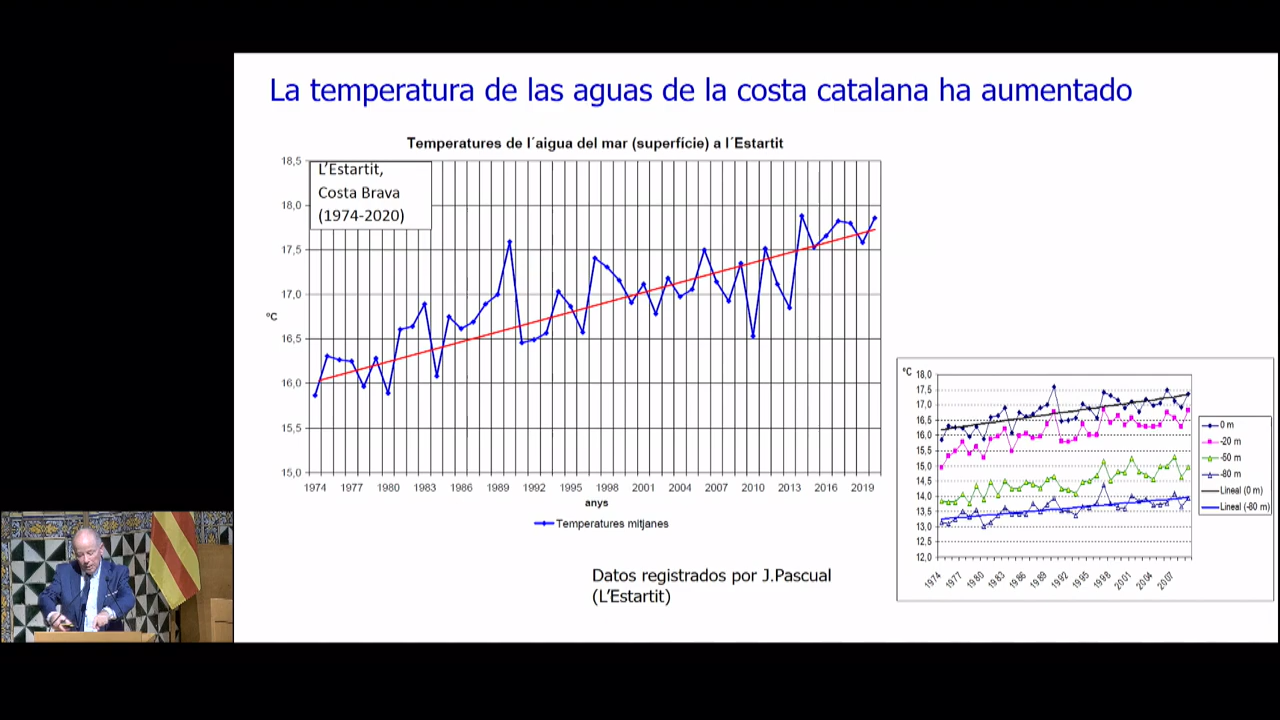 La temperatura de las aguas de la costa catalana ha aumentado
Temperatures de l´aigua del mar (superfície) a l´Estartit
L’Estartit,
Costa Brava
(1974-2020)
18,5
18,0
17,5
17,0
16,5
16,0
15,5
15,0
ºC
1974 1977 1980 1983 1986 1989 1992 1995 1998 2001 2004 2007 2010 2013 2016 2019
anys
Temperatures mitjanes
Datos registrados por J.Pascual
(L’Estartit)
ºC
18,0
17,5
17,0
16,5
16,0
15,5
15,0
14,5
14,0
13,5
13,0
12,5
12,0
1974 1977 1980 1983 1986 1989 1992 1995 1998 2001 2004 2007
0 m
-20 m
-50 m
-80 m
Lineal (0 m)
Lineal (-80 m)